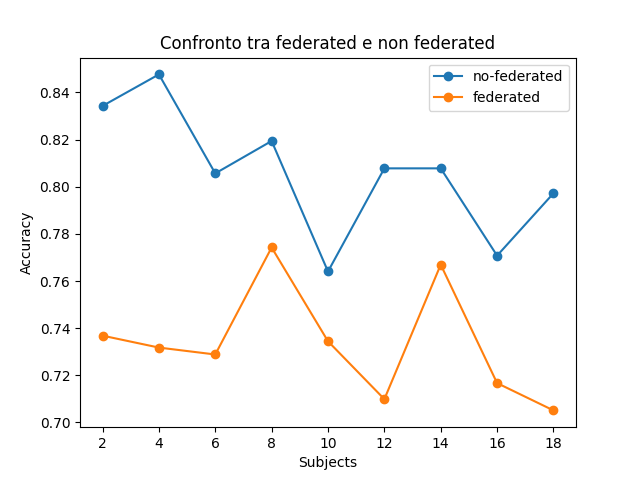 Confronto tra federated e non federated
no-federated
federated
0.84
0.82
0.80
0.78
0.76
0.74
0.72
0.70
Accuracy
2 4 6 8 10 12 14 16 18
Subjects